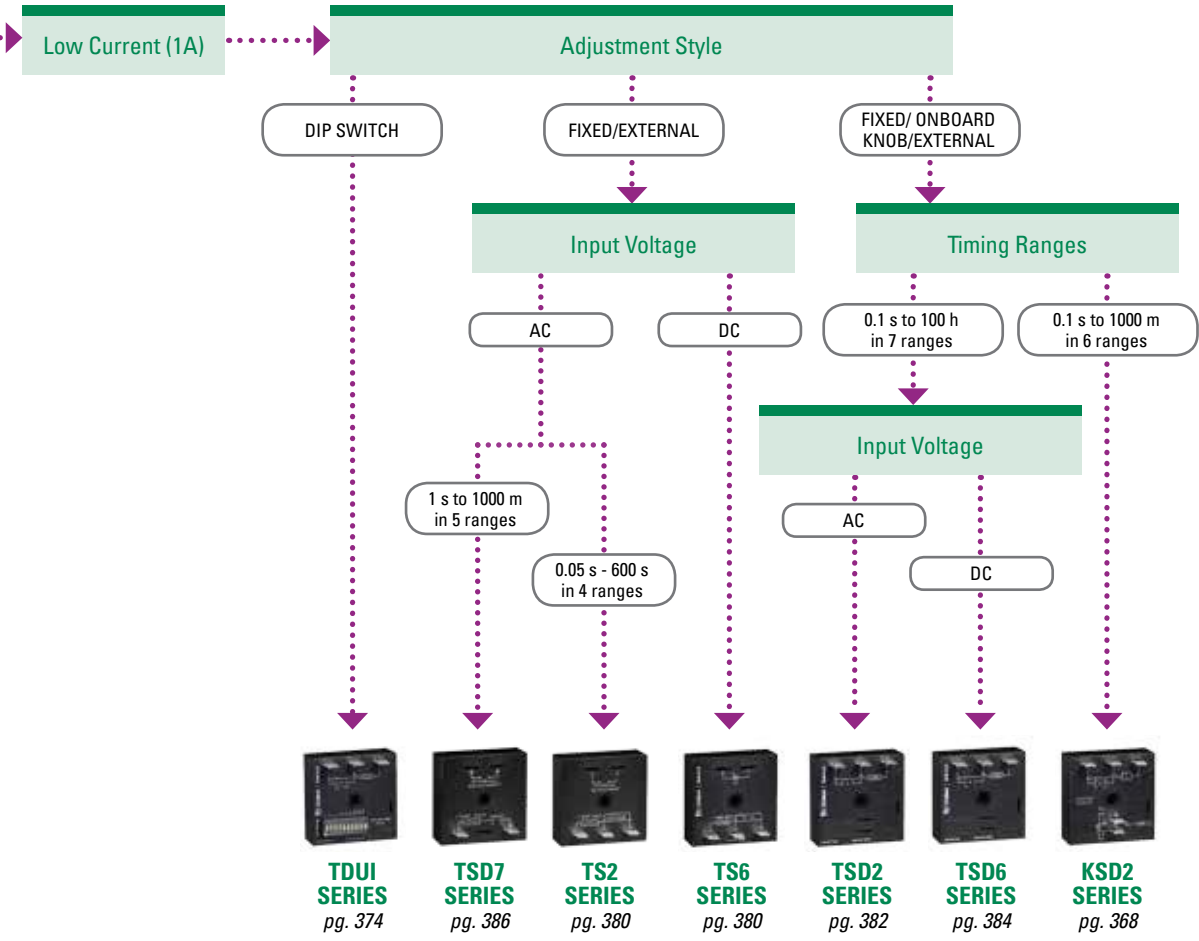 Low Current (1A)
Adjustment Style
DIP SWITCH
FIXED/EXTERNAL
FIXED/ ONBOARD
KNOB/EXTERNAL
Input Voltage
Timing Ranges
AC
DC
0.1 s to 100 h
in 7 ranges
0.1 s to 1000 m
in 6 ranges
Input Voltage
1 s to 1000 m
in 5 ranges
AC
0.05 s - 600 s
in 4 ranges
DC
TDUI
SERIES
pg. 374
TSD7
SERIES
pg. 386
TS2
SERIES
pg. 380
TS6
SERIES
pg. 380
TSD2
SERIES
pg. 382
TSD6
SERIES
pg. 384
KSD2
SERIES
pg. 368